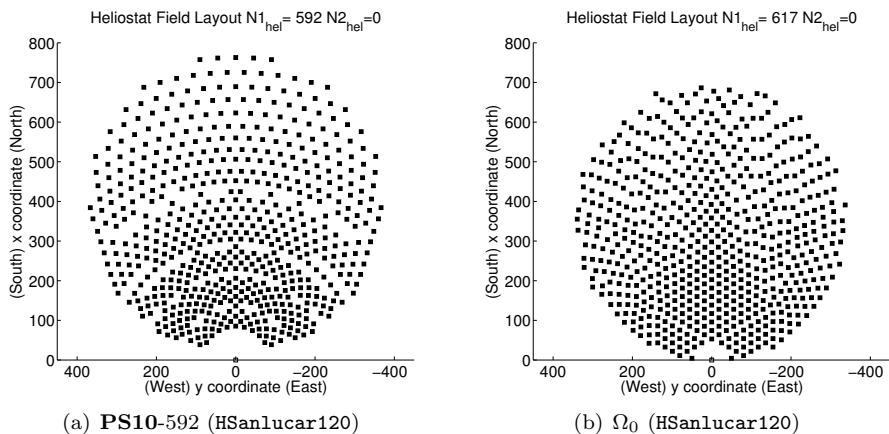 Heliostat Field Layout N1hel= 592 N2hel=0
800
700
600
500
400
300
200
100
0
(South) x coordinate (North)
400 200 0 −200 −400
(West) y coordinate (East)
(a) PS10-592 (HSanlucar120)
Heliostat Field Layout N1hel= 617 N2hel=0
800
700
600
500
400
300
200
100
0
(South) x coordinate (North)
400 200 0 −200 −400
(West) y coordinate (East)
(b) Ω0 (HSanlucar120)